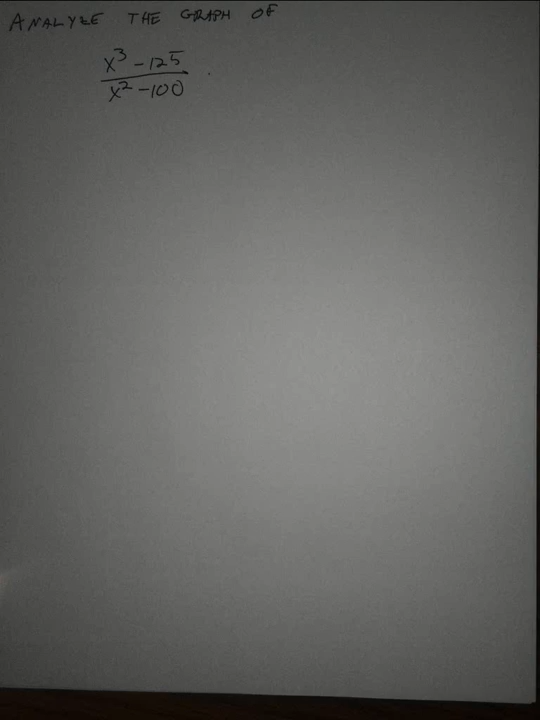 ANALYZE THE GRAPH OF
x³ - 125
x² - 100